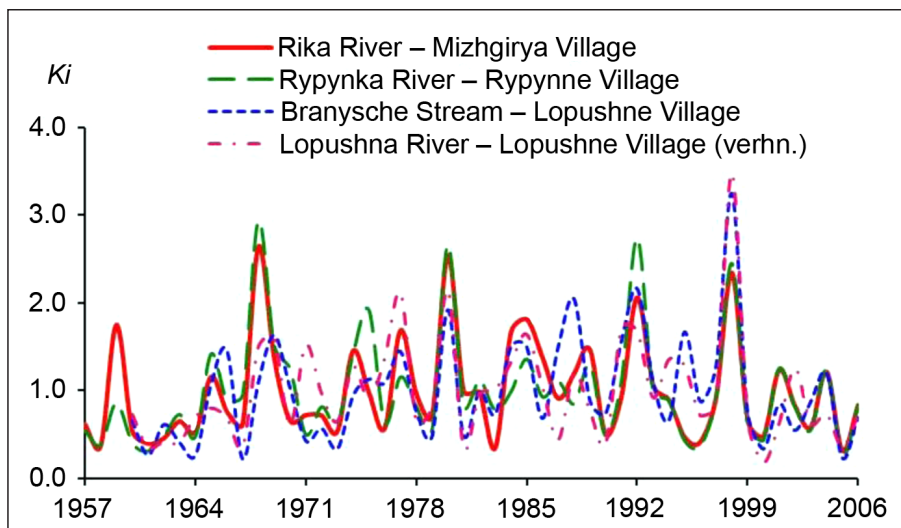 Ki
Rika River – Mizhgirya Village
Rypynka River – Rypynne Village
Branysche Stream – Lopushne Village
Lopushna River – Lopushne Village (verhn.)
4.0
3.0
2.0
1.0
0.0
1957 1964 1971 1978 1985 1992 1999 2006